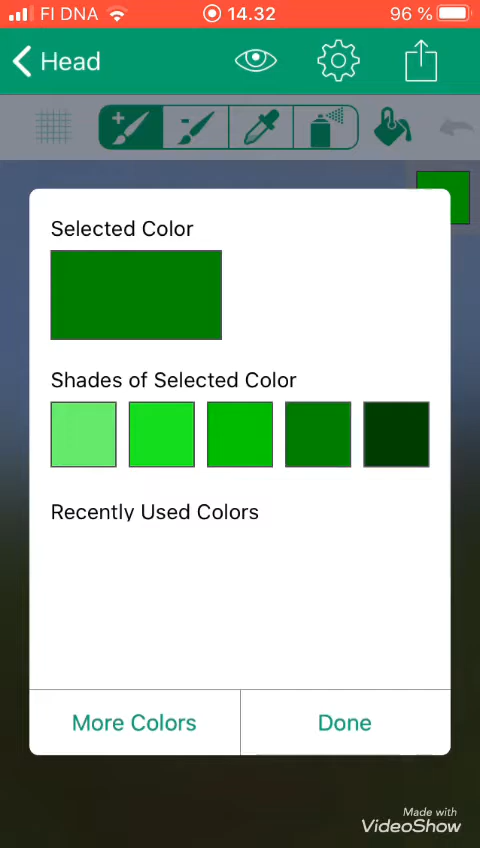 FI DNA 14.32 96 %
Head
Selected Color
Shades of Selected Color
Recently Used Colors
More Colors Done
Made with
VideoShow